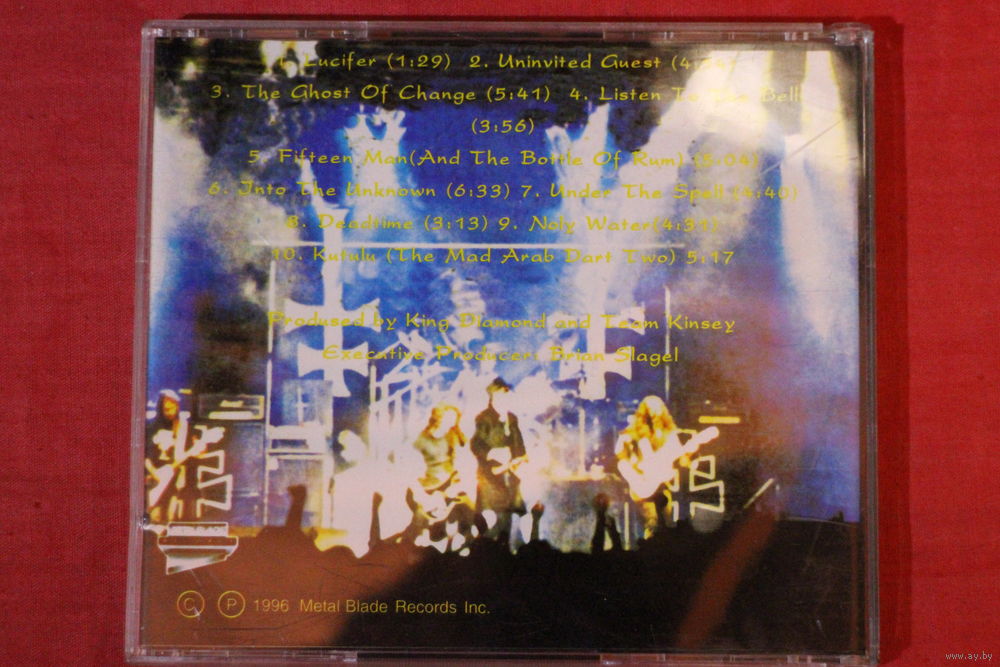 1. Lucifer (1:29) 2. Uninvited Guest
3. The Ghost Of Change (5:41) 4. Listen To The Bell
(3:56)
5. Fifteen Man(And The Bottle Of Rum) (5:04)
6. Into The Unknown (6:33) 7. Under The Spell (4:40)
8. Deadtime (3:13) 9. Noly Water(4:31)
10. Kutulu (The Mad Arab Dart Two) 5:17
Prodused by King Diamond and Team Kinsey
Executive Producer: Brian Slagel
METAL BLADE
C P 1996 Metal Blade Records Inc.
www.ay.by